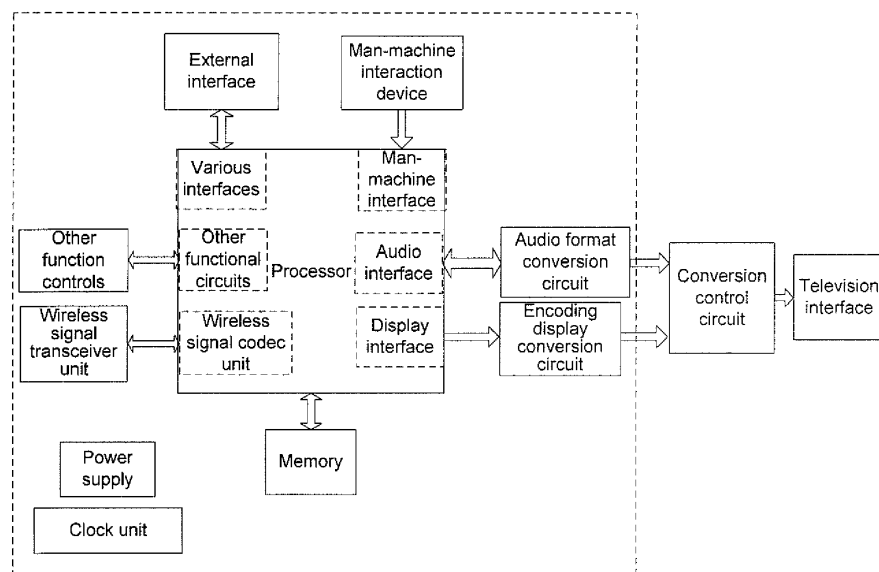 External
interface
Man-machine
interaction
device
Various
interfaces
Man-
machine
interface
Other
function
controls
Other
functional
circuits
Processor
Audio
interface
Audio format
conversion
circuit
Conversion
control
circuit
Television
interface
Wireless
signal
transceiver
unit
Wireless
signal codec
unit
Display
interface
Encoding
display
conversion
circuit
Memory
Power
supply
Clock unit